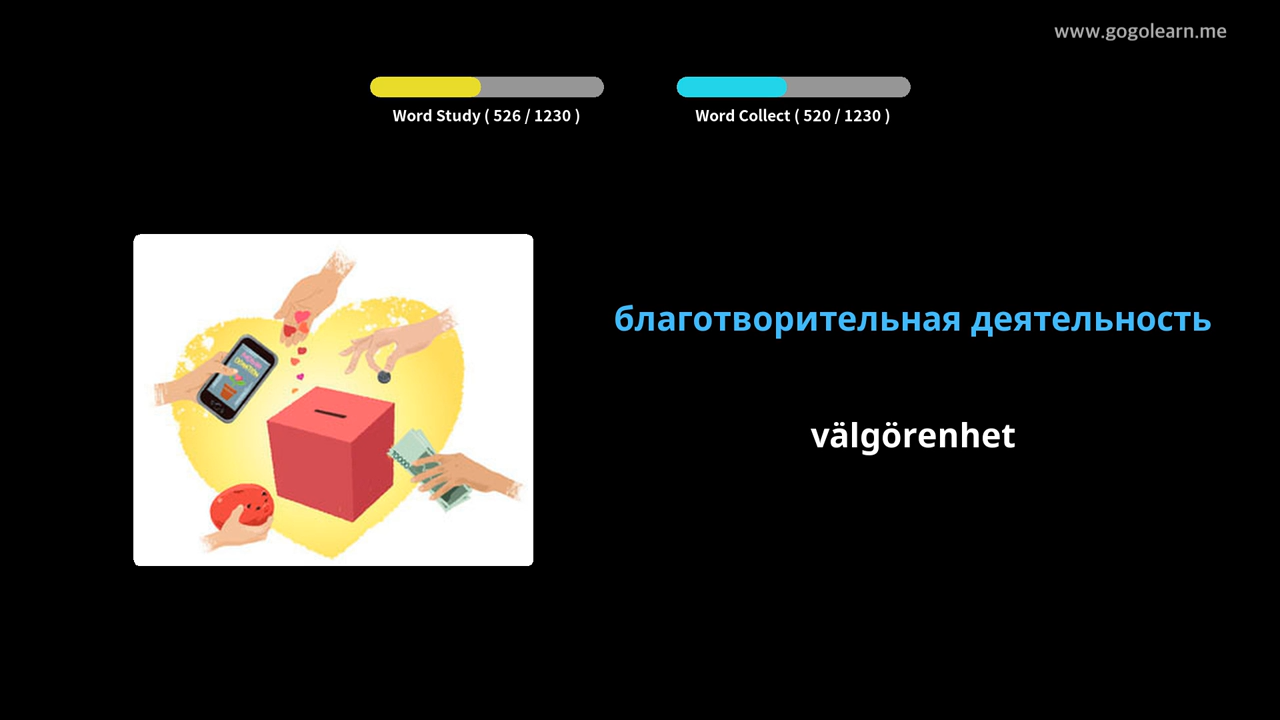 www.gogolearn.me
Word Study ( 526 / 1230 )
Word Collect ( 520 / 1230 )
благотворительная деятельность
välgörenhet